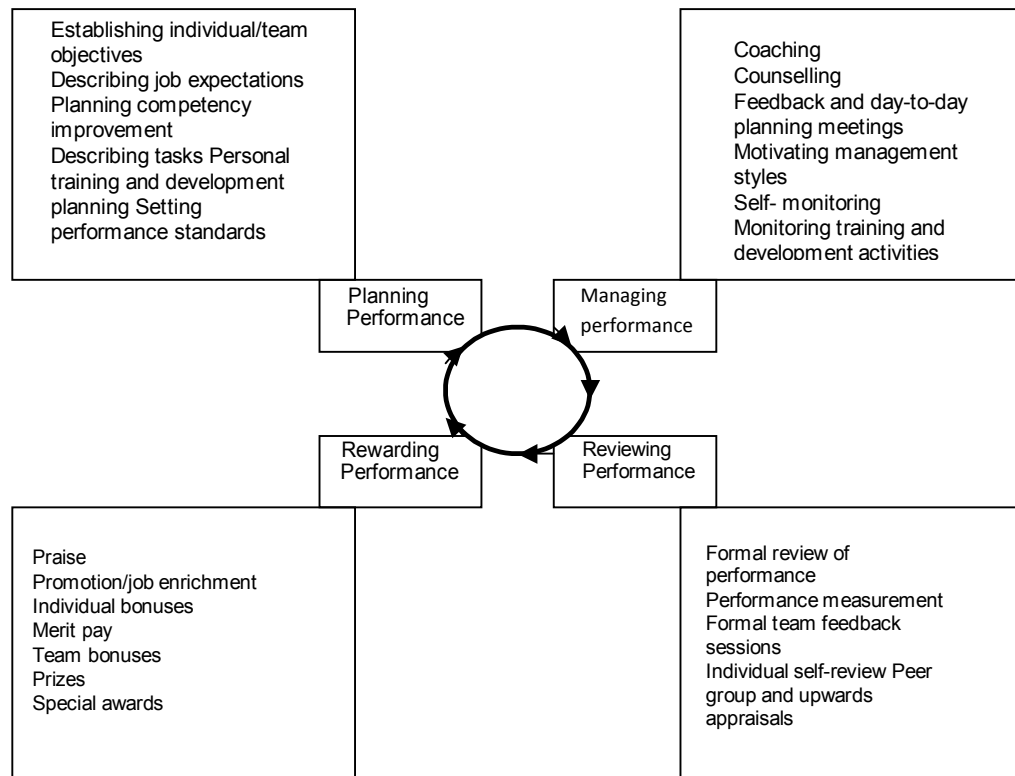 Establishing individual/team
objectives
Describing job expectations
Planning competency
improvement
Describing tasks Personal
training and development
planning Setting
performance standards
Coaching
Counselling
Feedback and day-to-day
planning meetings
Motivating management
styles
Self- monitoring
Monitoring training and
development activities
Planning
Performance
Managing
performance
Rewarding
Performance
Reviewing
Performance
Praise
Promotion/job enrichment
Individual bonuses
Merit pay
Team bonuses
Prizes
Special awards
Formal review of
performance
Performance measurement
Formal team feedback
sessions
Individual self-review Peer
group and upwards
appraisals